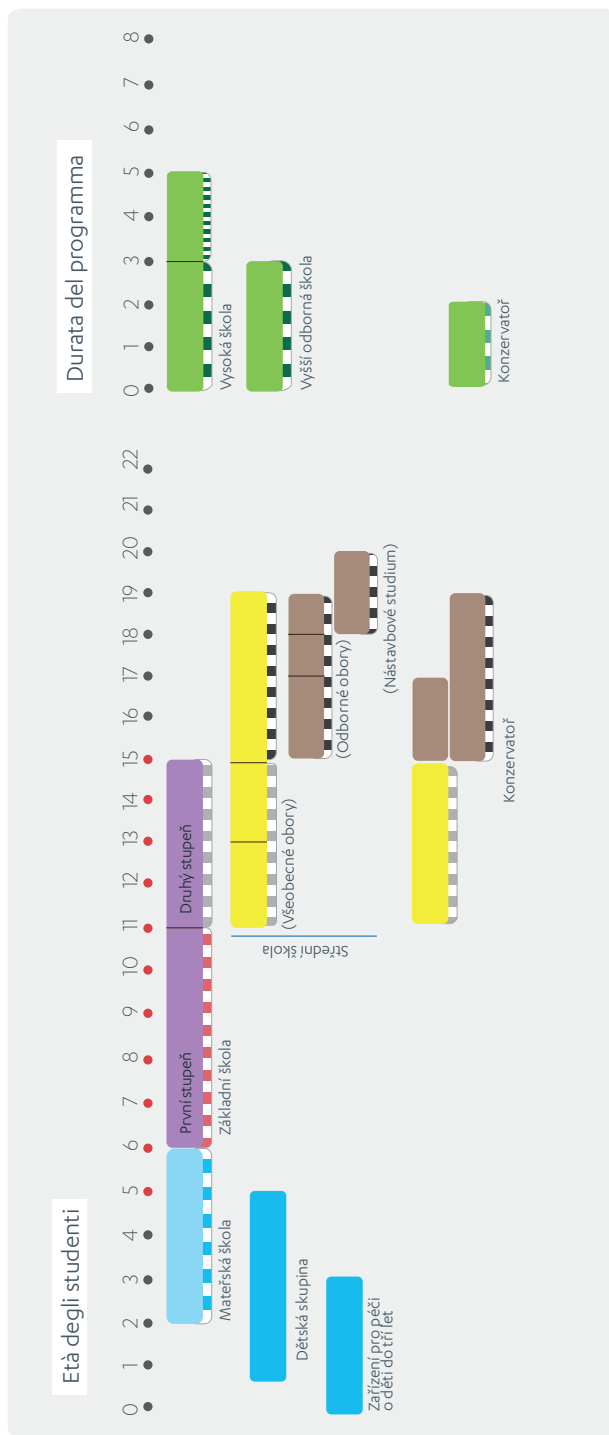 Età degli studenti
Durata del programma
0 1 2 3 4 5 6 7 8 9 10 11 12 13 14 15 16 17 18 19 20 21 22
0 1 2 3 4 5 6 7 8
První stupeň
Druhý stupeň
Mateřská škola
Základní škola
Vysoká škola
Dětská skupina
Střední škola
(Všeobecné obory)
(Odborné obory)
(Nástavbové studium)
Vyšší odborná škola
Zařízení pro péči
o děti do tří let
Konzervatoř
Konzervatoř